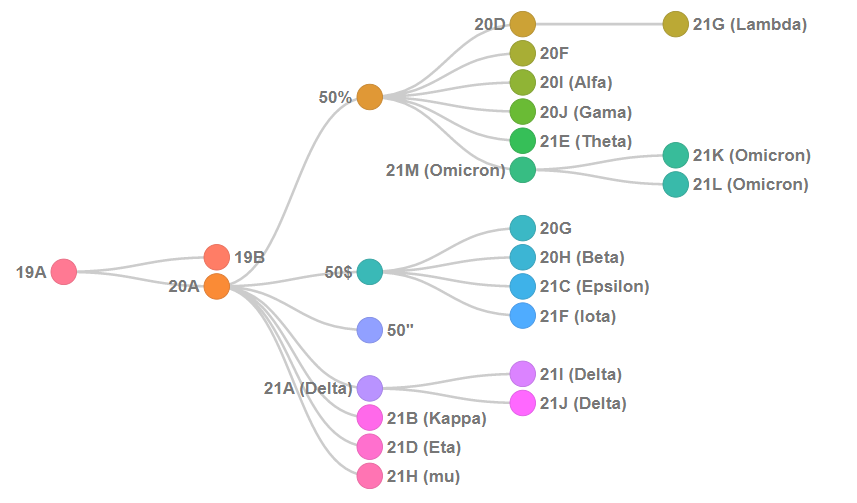 20D
21G (Lambda)
20F
20I (Alfa)
50%
20J (Gama)
21E (Theta)
21M (Omicron)
21K (Omicron)
21L (Omicron)
20G
19B
20H (Beta)
19A
50$
20A
21C (Epsilon)
21F (Iota)
50"
21I (Delta)
21A (Delta)
21J (Delta)
21B (Kappa)
21D (Eta)
21H (mu)